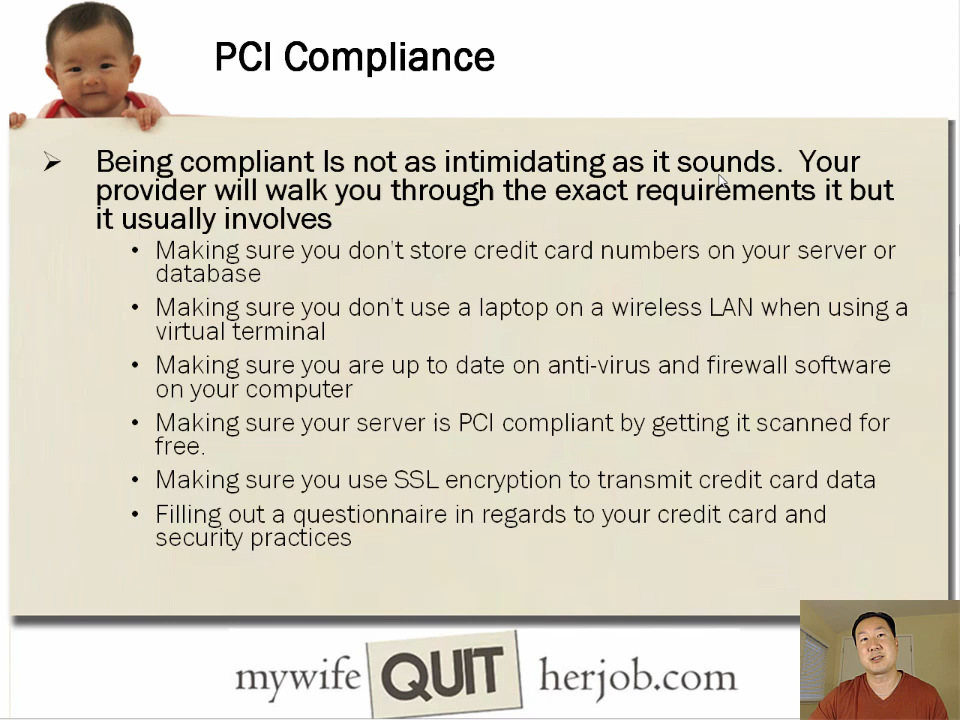 PCI Compliance
Being compliant Is not as intimidating as it sounds. Your
provider will walk you through the exact requirements it but
it usually involves
• Making sure you don't store credit card numbers on your server or
database
• Making sure you don't use a laptop on a wireless LAN when using a
virtual terminal
• Making sure you are up to date on anti-virus and firewall software
on your computer
• Making sure your server is PCI compliant by getting it scanned for
free.
• Making sure you use SSL encryption to transmit credit card data
• Filling out a questionnaire in regards to your credit card and
security practices
mywife QUIT herjob.com